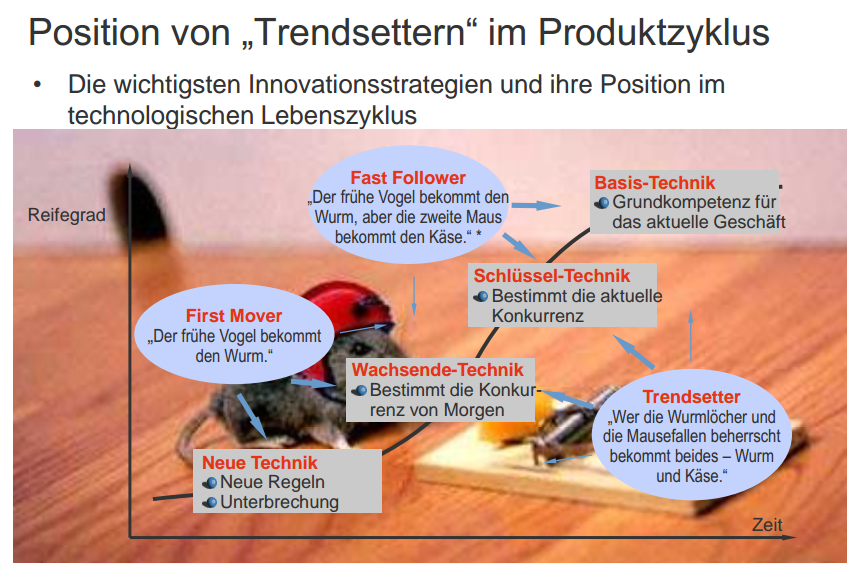 Position von „Trendsettern“ im Produktzyklus
• Die wichtigsten Innovationsstrategien und ihre Position im
technologischen Lebenszyklus
Reifegrad
Fast Follower
„Der frühe Vogel bekommt den
Wurm, aber die zweite Maus
bekommt den Käse.“ *
Basis-Technik
Grundkompetenz für
das aktuelle Geschäft
Schlüssel-Technik
Bestimmt die aktuelle
Konkurrenz
First Mover
„Der frühe Vogel bekommt
den Wurm.“
Wachsende-Technik
Bestimmt die Konkur-
renz von Morgen
Trendsetter
„Wer die Wurmlöcher und
die Mausefallen beherrscht
bekommt beides – Wurm
und Käse.“
Neue Technik
Neue Regeln
Unterbrechung
Zeit